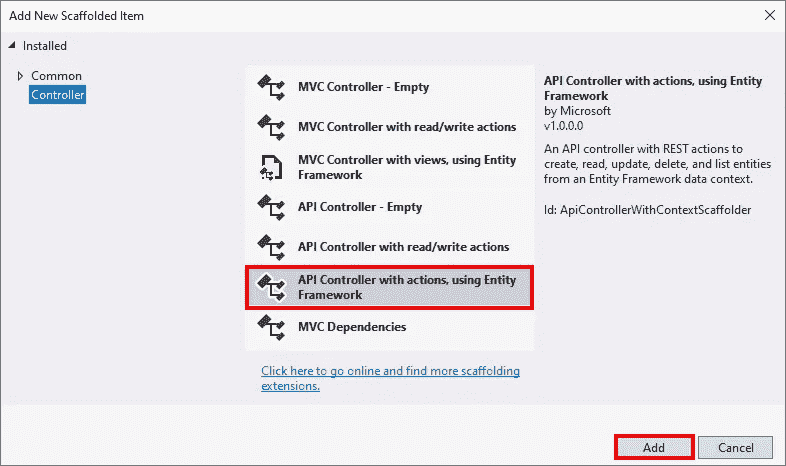 Add New Scaffolded Item
Installed
Common
Controller
MVC Controller - Empty
MVC Controller with read/write actions
MVC Controller with views, using Entity
Framework
API Controller - Empty
API Controller with read/write actions
API Controller with actions, using Entity
Framework
MVC Dependencies
Click here to go online and find more scaffolding
extensions.
API Controller with actions, using Entity
Framework
by Microsoft
v1.0.0.0
An API controller with REST actions to
create, read, update, delete, and list entities
from an Entity Framework data context.
Id: ApiControllerWithContextScaffolder
Add
Cancel